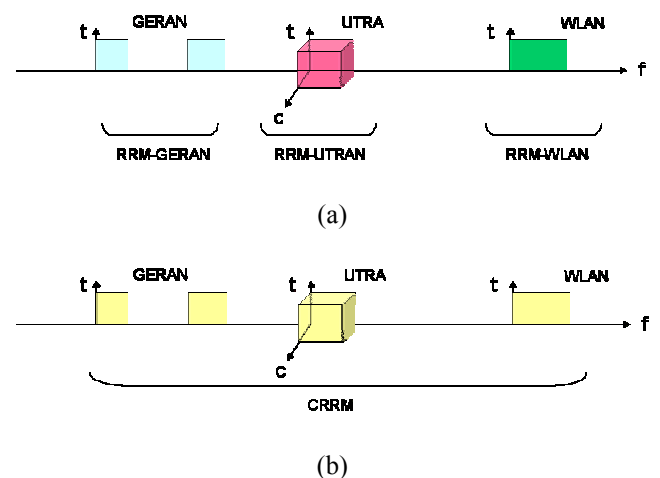 GERAN UTRA WLAN
t t t
f
c
RRM-GERAN RRM-UTRAN RRM-WLAN
(a)
GERAN UTRA WLAN
t t t
f
c
CRRM
(b)